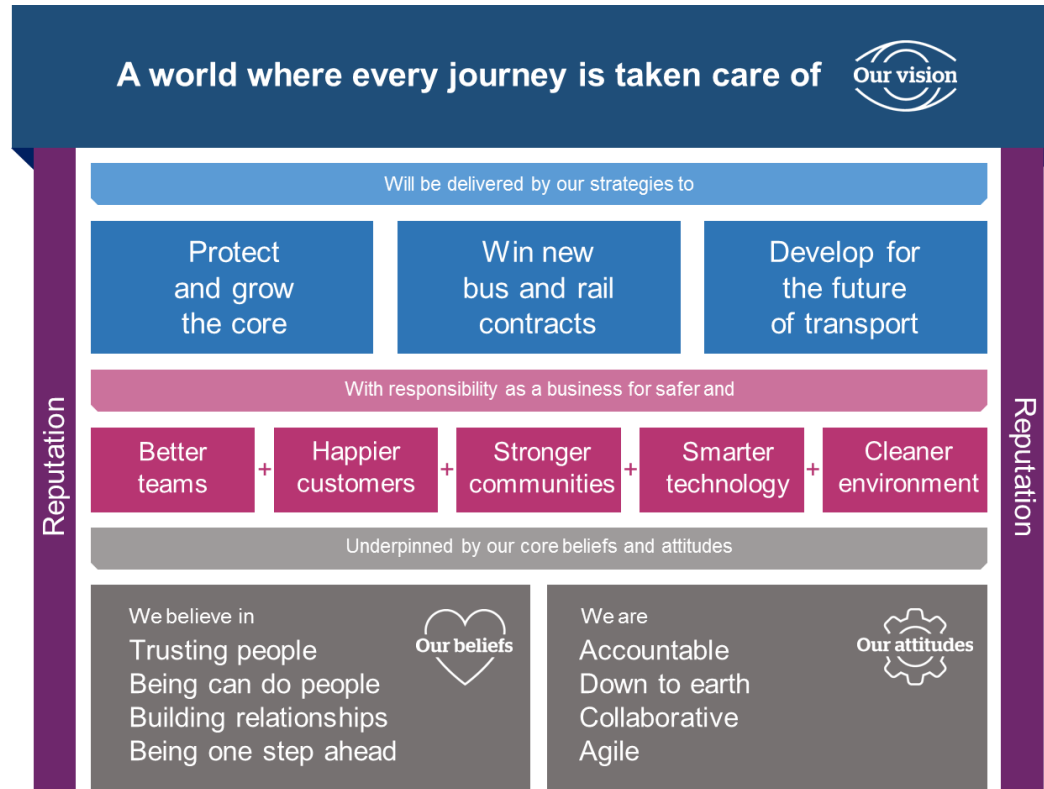 A world where every journey is taken care of
Our vision
Will be delivered by our strategies to
Protect
and grow
the core
Win new
bus and rail
contracts
Develop for
the future
of transport
With responsibility as a business for safer and
Better
teams
+
Happier
customers
+
Stronger
communities
+
Smarter
technology
+
Cleaner
environment
Underpinned by our core beliefs and attitudes
We believe in
Trusting people
Being can do people
Building relationships
Being one step ahead
Our beliefs
We are
Accountable
Down to earth
Collaborative
Agile
Our attitudes
Reputation
Reputation